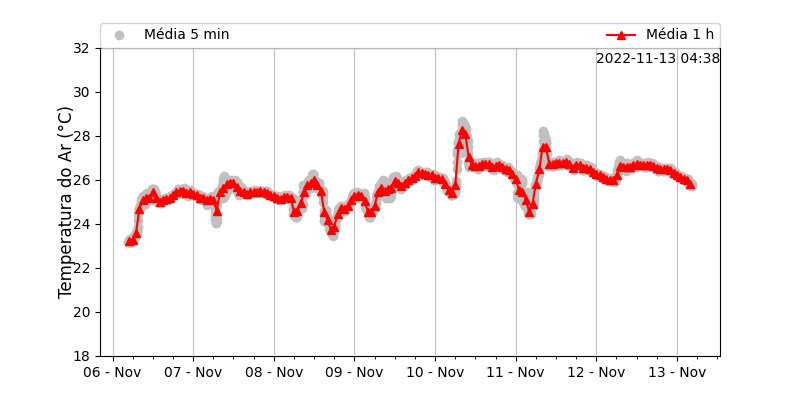 Média 5 min
Média 1 h
2022-11-13 04:38
Temperatura do Ar (°C)
32
30
28
26
24
22
20
18
06 - Nov
07 - Nov
08 - Nov
09 - Nov
10 - Nov
11 - Nov
12 - Nov
13 - Nov